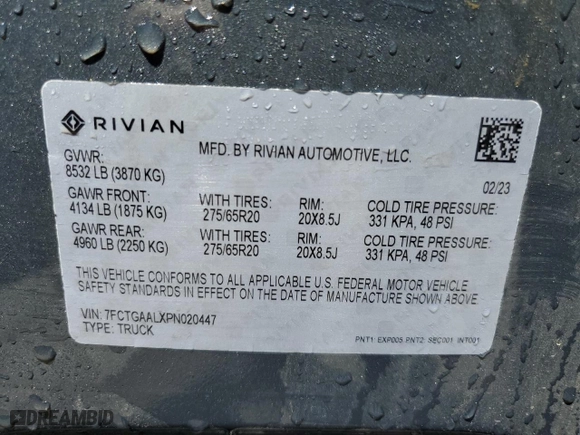 RIVIAN
MFD. BY RIVIAN AUTOMOTIVE, LLC.
GVWR:
8532 LB (3870 KG)
02/23
GAWR FRONT: WITH TIRES: RIM: COLD TIRE PRESSURE:
4134 LB (1875 KG) 275/65R20 20X8.5J 331 KPA, 48 PSI
GAWR REAR: WITH TIRES: RIM: COLD TIRE PRESSURE:
4960 LB (2250 KG) 275/65R20 20X8.5J 331 KPA, 48 PSI
THIS VEHICLE CONFORMS TO ALL APPLICABLE U.S. FEDERAL MOTOR VEHICLE
SAFETY STANDARDS IN EFFECT ON THE DATE OF MANUFACTURE SHOWN ABOVE.
VIN: 7FCTGAALXPN020447
TYPE: TRUCK
PNT1: EXP005 PNT2: SEC001 INT001
DREAMBID